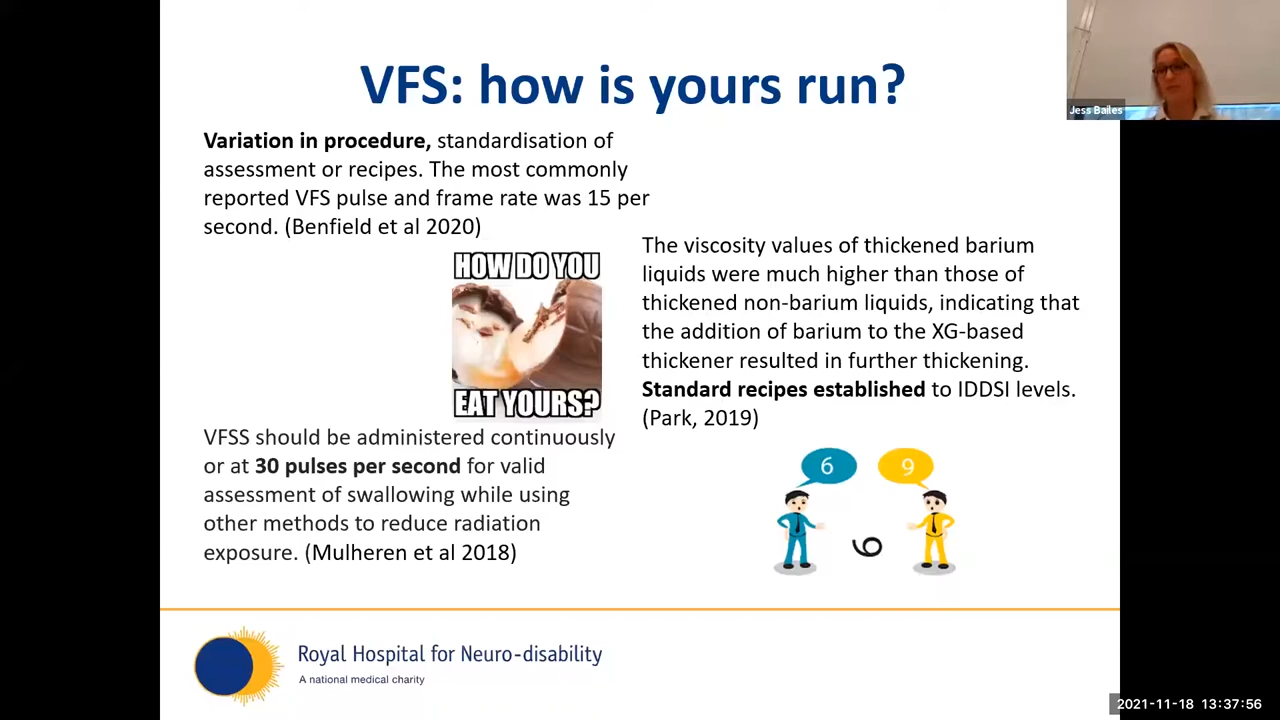 VFS: how is yours run?
Jess Bailes
Variation in procedure, standardisation of
assessment or recipes. The most commonly
reported VFS pulse and frame rate was 15 per
second. (Benfield et al 2020)
The viscosity values of thickened barium
liquids were much higher than those of
thickened non-barium liquids, indicating that
the addition of barium to the XG-based
thickener resulted in further thickening.
Standard recipes established to IDDSI levels.
(Park, 2019)
HOW DO YOU
EAT YOURS?
VFSS should be administered continuously
or at 30 pulses per second for valid
assessment of swallowing while using
other methods to reduce radiation
exposure. (Mulheren et al 2018)
6
9
6
Royal Hospital for Neuro-disability
A national medical charity
2021-11-18 13:37:56